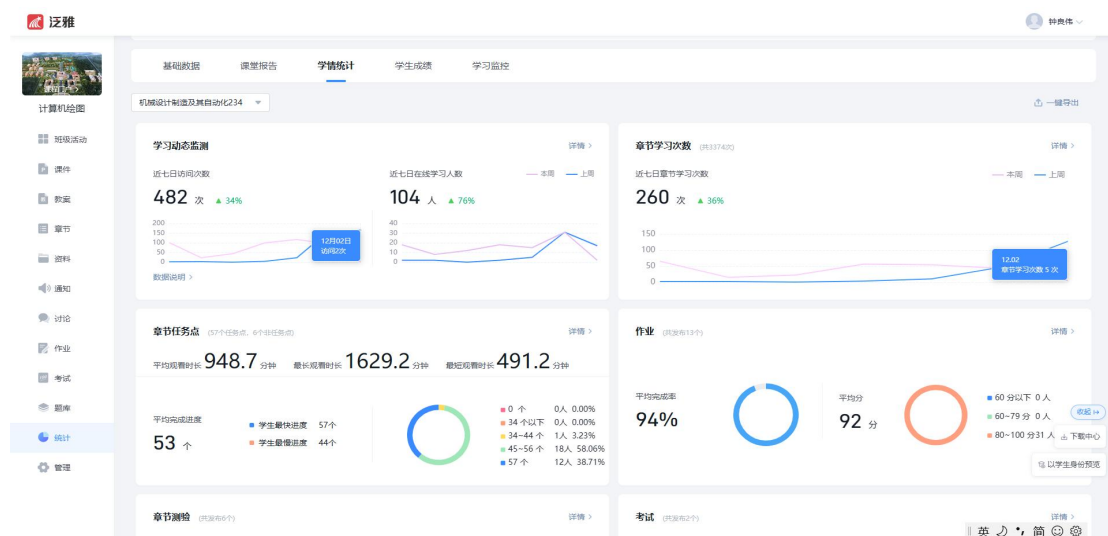 泛雅
钟良伟
基础数据 课堂报告 学情统计 学生成绩 学习监控
课程门户
计算机绘图
机械设计制造及其自动化234
一键导出
班级活动
课件
教案
章节
资料
通知
讨论
作业
考试
题库
统计
管理
学习动态监测 详情
近七日访问次数
482 次 ▲ 34%
200
150
100
50
0
12月02日
访问2次
数据说明
近七日在线学习人数 本周 上周
104 人 ▲ 76%
40
30
20
10
0
章节学习次数 (共3374次) 详情
近七日章节学习次数 本周 上周
260 次 ▲ 36%
150
100
50
0
12.02
章节学习次数 5 次
章节任务点 (57个任务点, 6个非任务点) 详情
平均观看时长 948.7 分钟 最长观看时长 1629.2 分钟 最短观看时长 491.2 分钟
平均完成进度
53 个
学生最快进度 57个
学生最慢进度 44个
0 个 0人 0.00%
34 个以下 0人 0.00%
34~44 个 1人 3.23%
45~56 个 18人 58.06%
57 个 12人 38.71%
作业 (共发布13个) 详情
平均完成率
94%
平均分
92 分
60 分以下 0 人
60~79 分 0 人
80~100 分 31 人
收起
下载中心
以学生身份预览
章节测验 (共发布6个) 详情
考试 (共发布2个) 详情
英 简